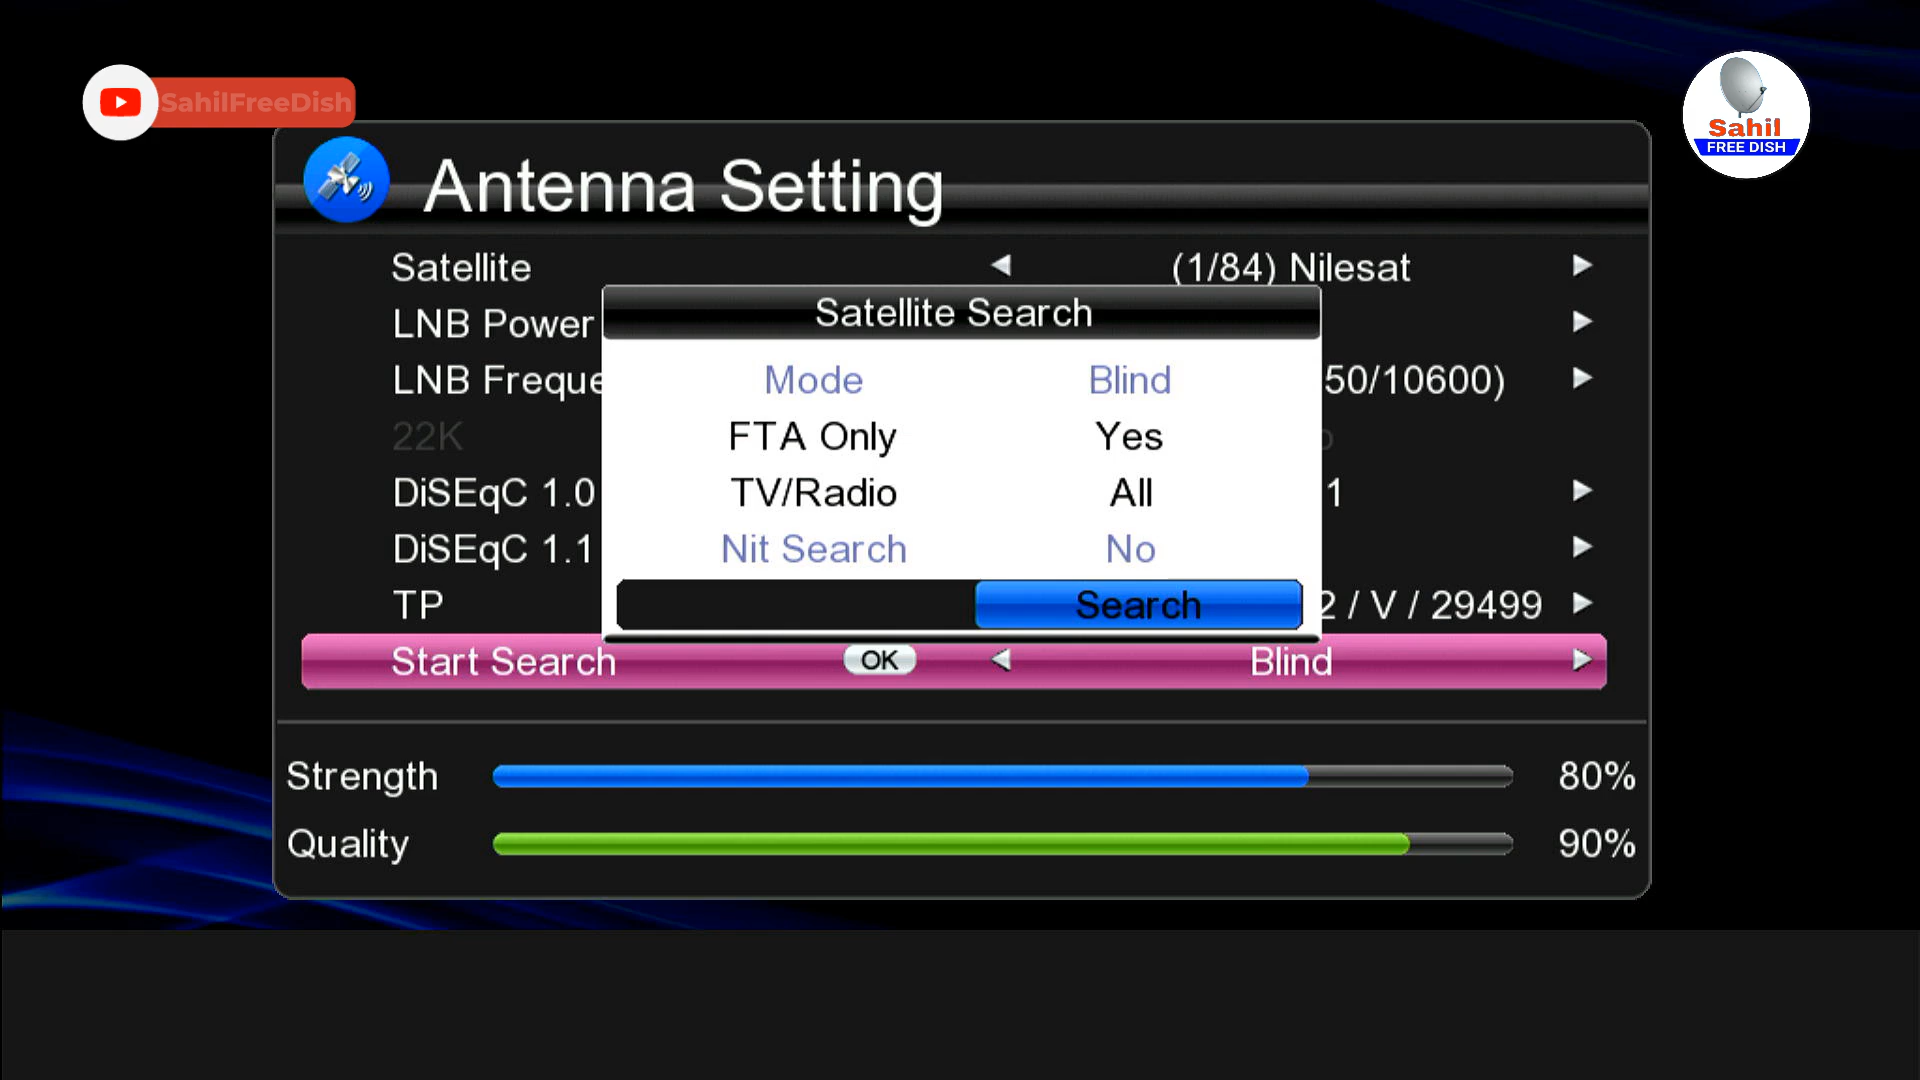 SahilFreeDish
Sahil
FREE DISH
Antenna Setting
Satellite (1/84) Nilesat
Satellite Search
LNB Power
Mode Blind
LNB Freque 50/10600)
FTA Only Yes
22K
TV/Radio All
DiSEqC 1.0 1
Nit Search No
DiSEqC 1.1
Search
TP 2 / V / 29499
Start Search OK Blind
Strength 80%
Quality 90%